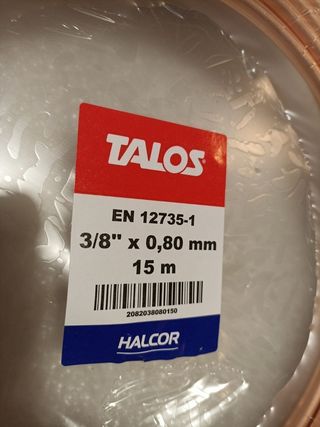 TALOS
EN 12735-1
3/8" x 0,80 mm
15 m
2082038080150
HALCOR